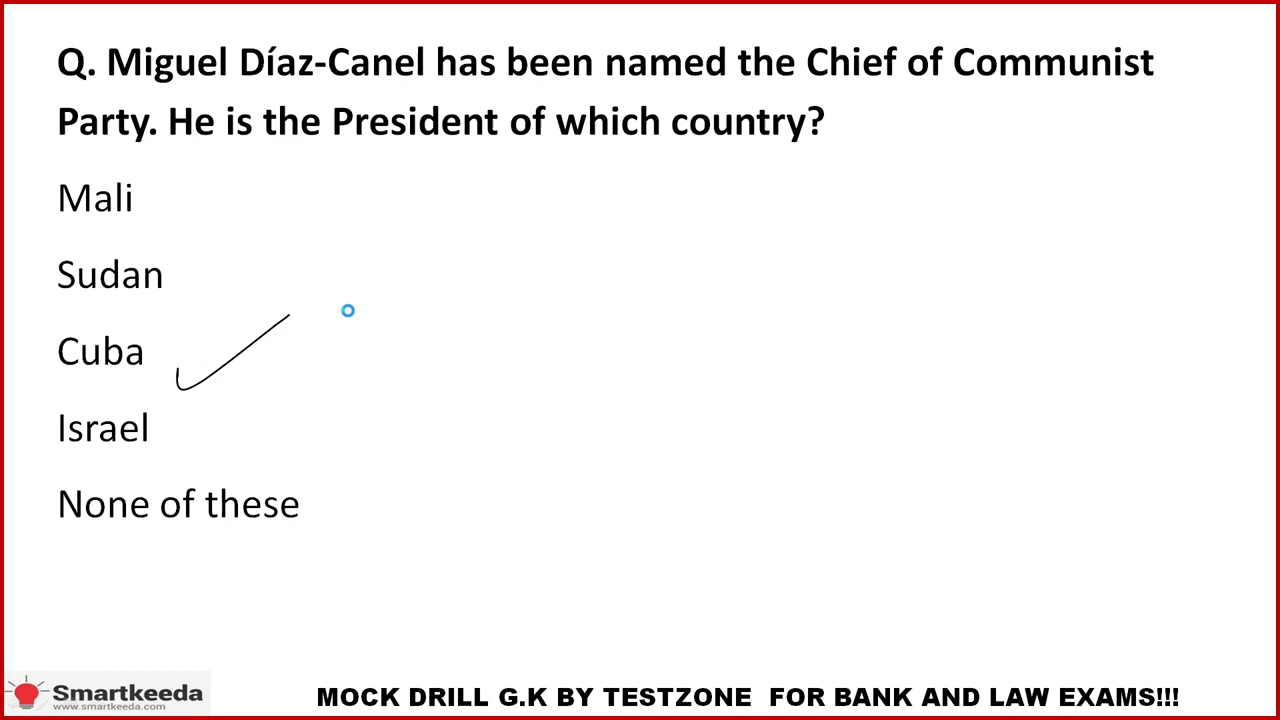 Q. Miguel Díaz-Canel has been named the Chief of Communist
Party. He is the President of which country?
Mali
Sudan
Cuba
Israel
None of these
Smartkeeda
www.smartkeeda.com
MOCK DRILL G.K BY TESTZONE FOR BANK AND LAW EXAMS!!!